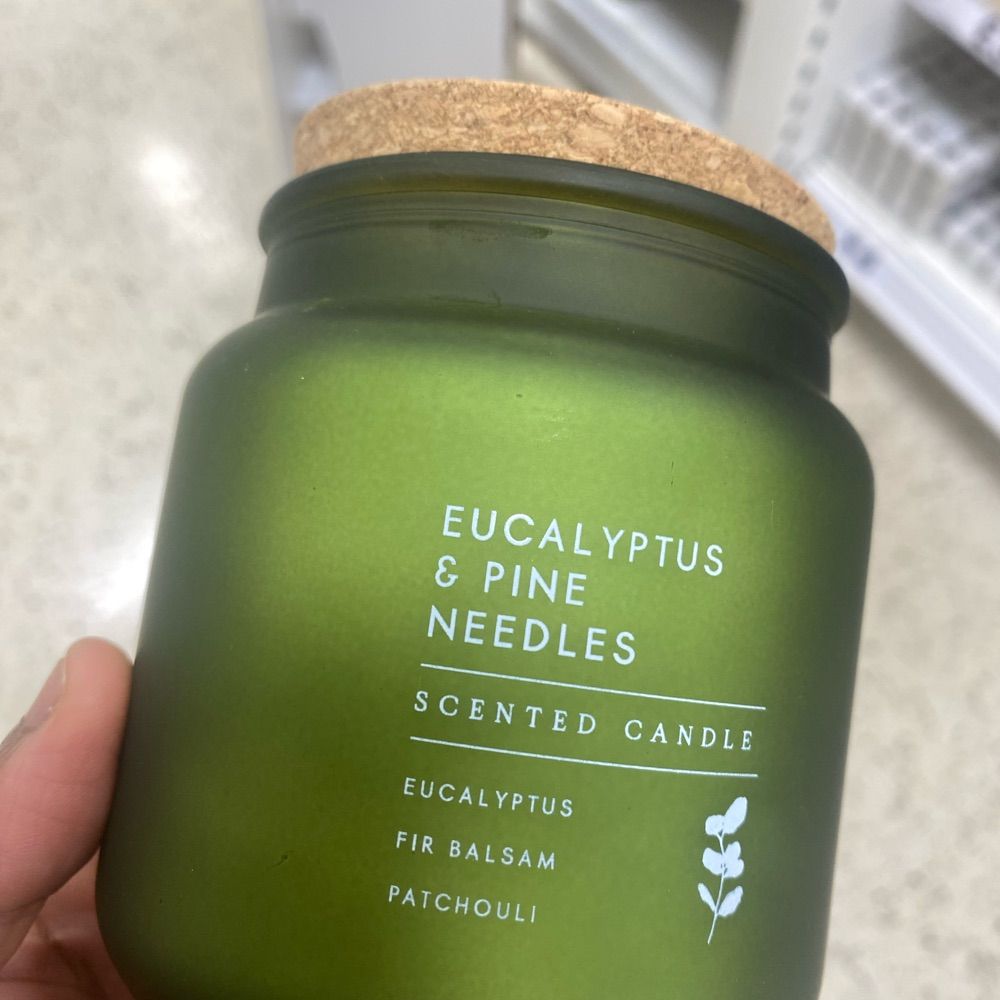 EUCALYPTUS
& PINE
NEEDLES
SCENTED CANDLE
EUCALYPTUS
FIR BALSAM
PATCHOULI